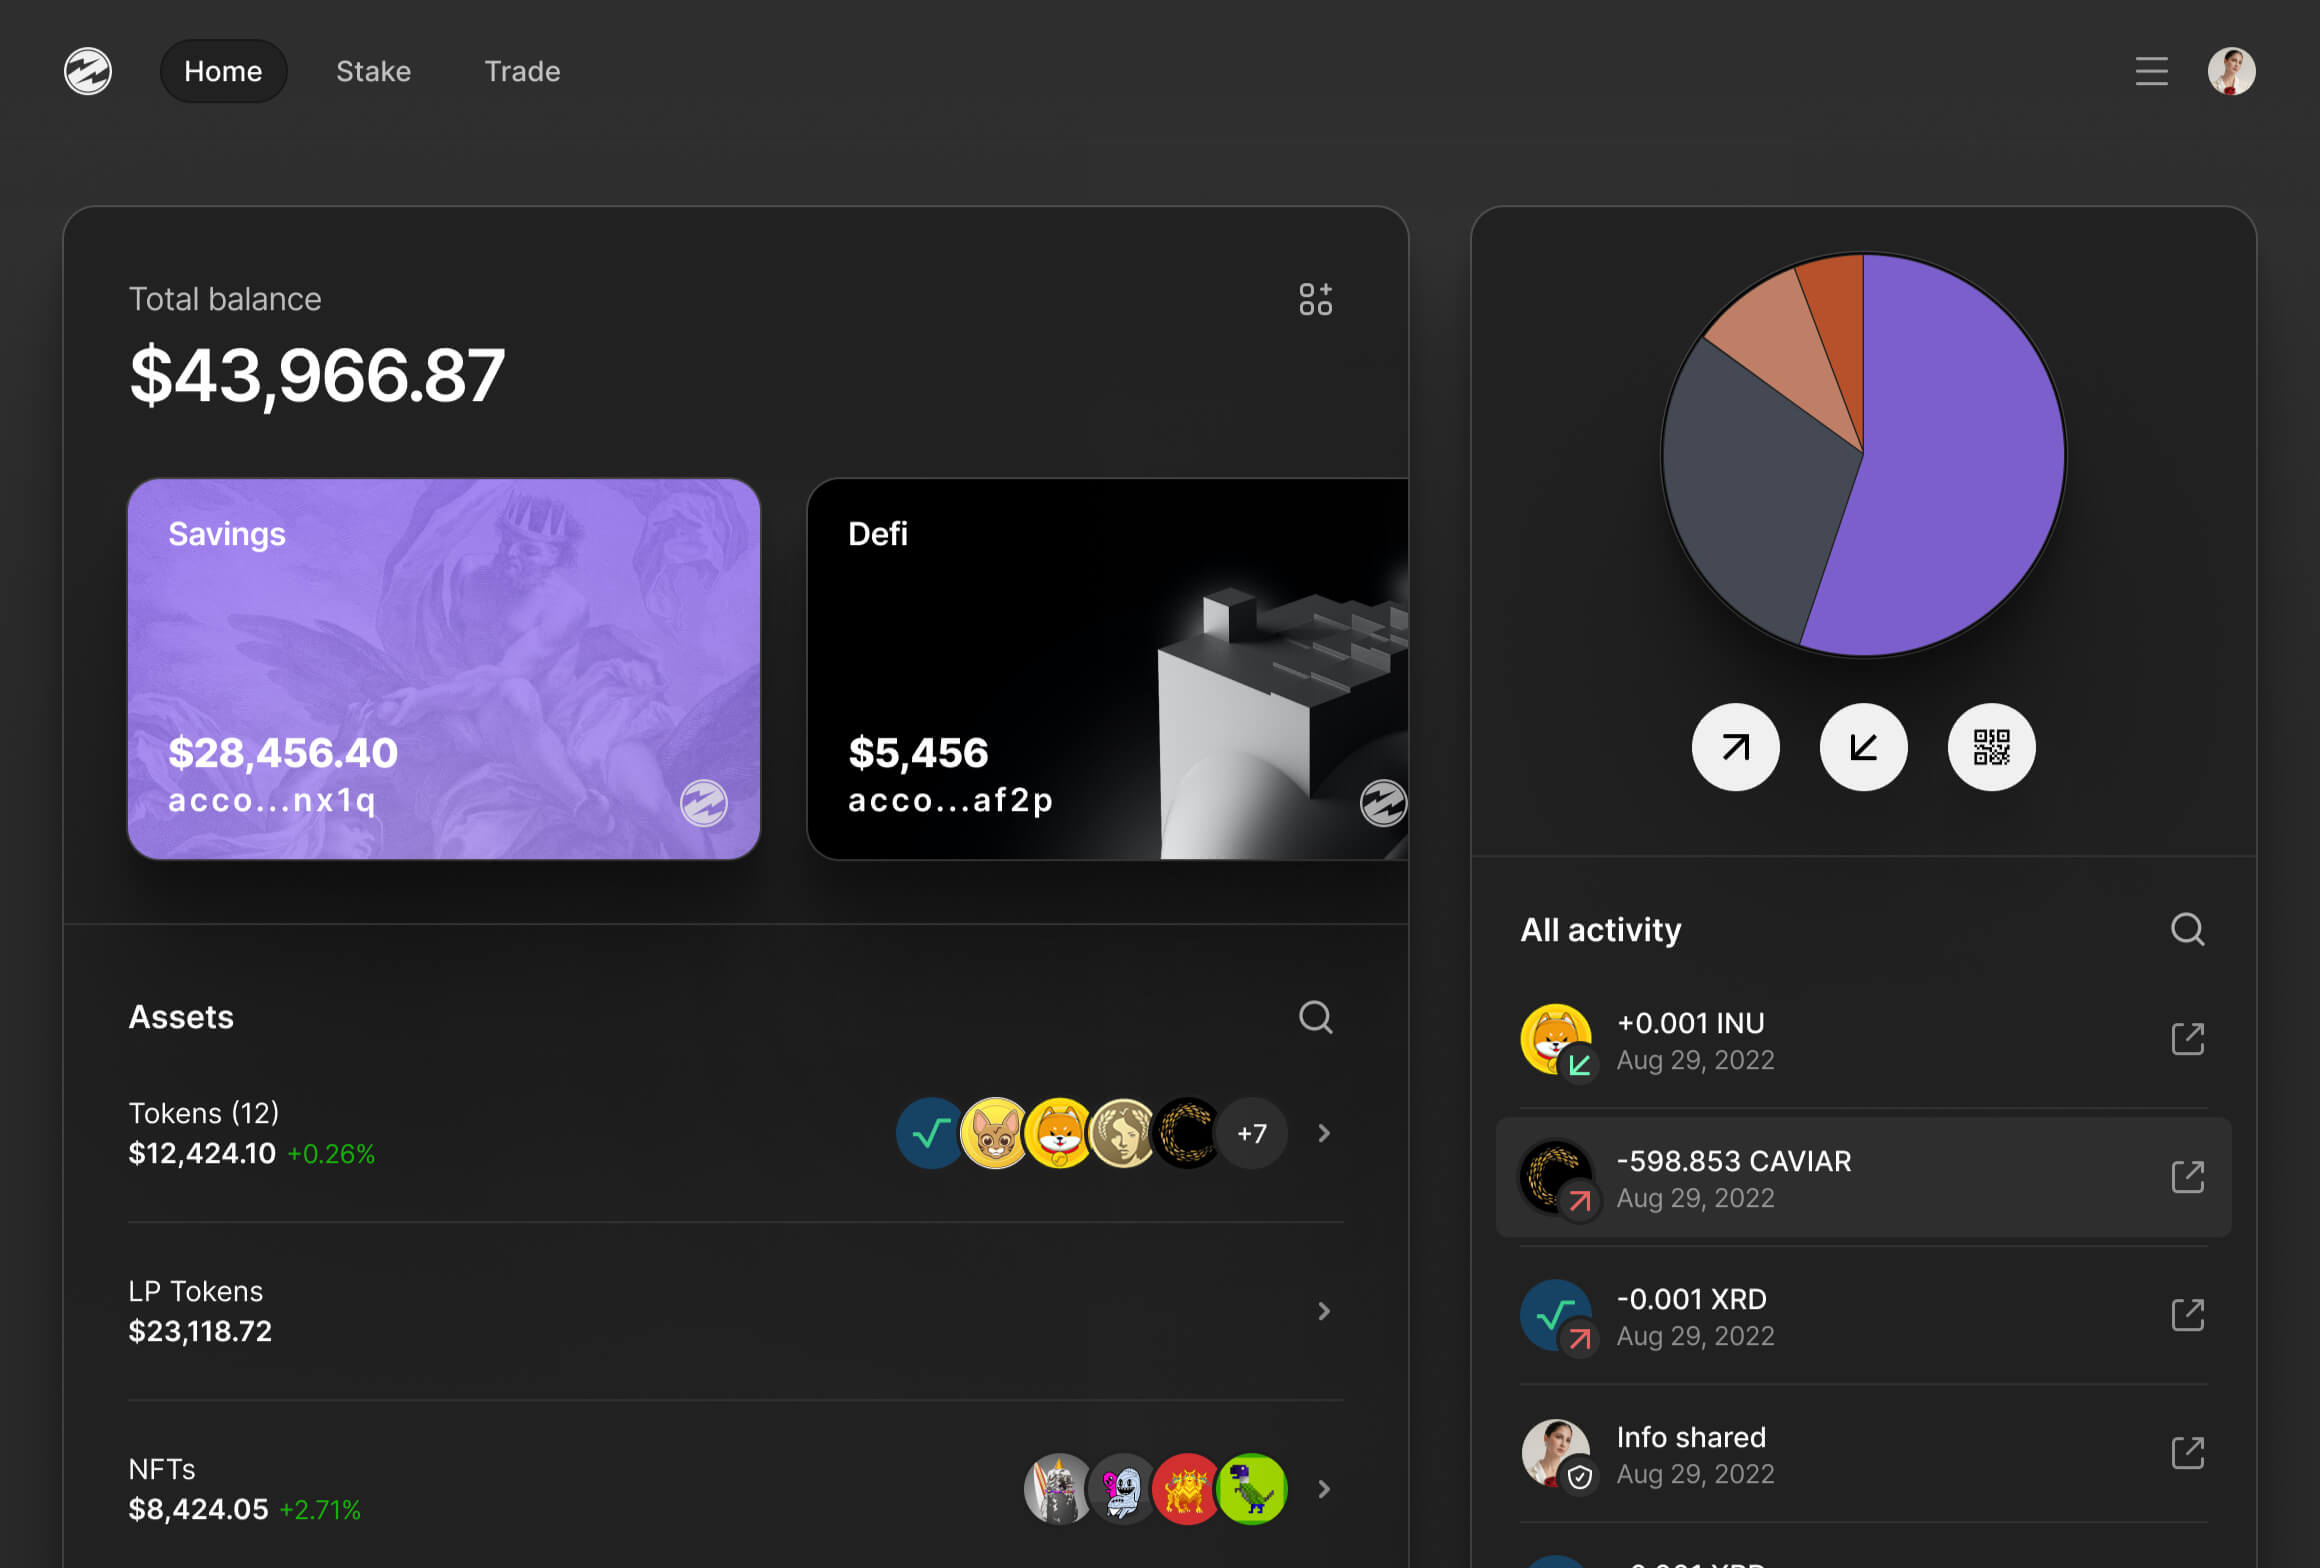 Home
Stake
Trade
Total balance
$43,966.87
Savings
$28,456.40
acco...nx1q
Defi
$5,456
acco...af2p
Assets
Tokens (12)
$12,424.10 +0.26%
+7
LP Tokens
$23,118.72
NFTs
$8,424.05 +2.71%
All activity
+0.001 INU
Aug 29, 2022
-598.853 CAVIAR
Aug 29, 2022
-0.001 XRD
Aug 29, 2022
Info shared
Aug 29, 2022